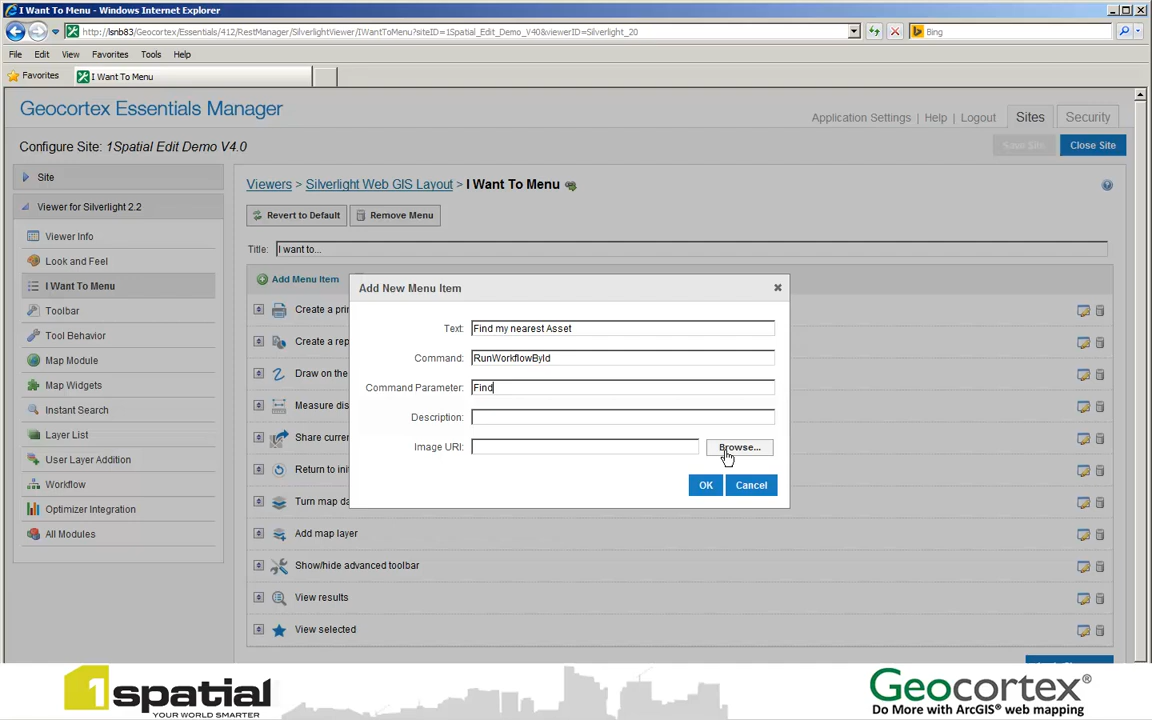 I Want To Menu - Windows Internet Explorer
http://lsnb83/Geocortex/Essentials/412/RestManager/SilverlightViewer/IWantToMenu?siteID=1Spatial_Edit_Demo_V40&viewerID=Silverlight_20
Bing
File Edit View Favorites Tools Help
Favorites I Want To Menu
Geocortex Essentials Manager
Application Settings | Help | Logout Sites Security
Configure Site: 1Spatial Edit Demo V4.0
Save Site Close Site
Site
Viewers > Silverlight Web GIS Layout > I Want To Menu
Viewer for Silverlight 2.2
Revert to Default Remove Menu
Viewer Info
Title: I want to...
Look and Feel
Add Menu Item
I Want To Menu
Toolbar
Tool Behavior
Map Module
Map Widgets
Instant Search
Layer List
User Layer Addition
Workflow
Optimizer Integration
All Modules
Create a pri
Create a rep
Draw on the
Measure dis
Share curre
Return to init
Turn map da
Add map layer
Show/hide advanced toolbar
View results
View selected
Add New Menu Item
Text: Find my nearest Asset
Command: RunWorkflowById
Command Parameter: Find
Description:
Image URI: Browse...
OK Cancel
1spatial
YOUR WORLD SMARTER
Geocortex®
Do More with ArcGIS® web mapping